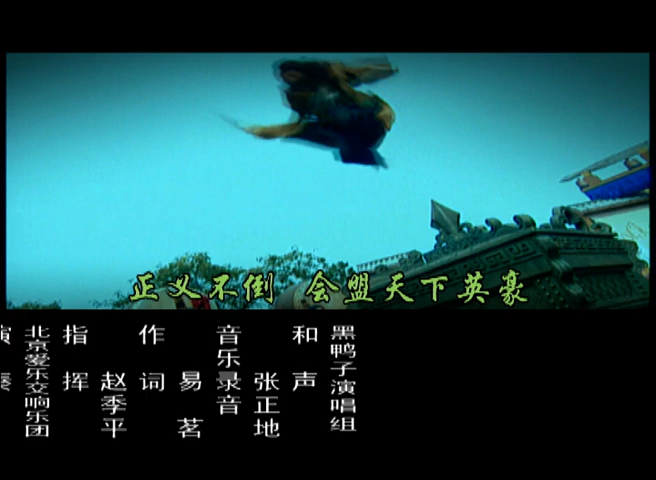 正义不倒 会盟天下英豪
黑鸭子演唱组
和声
张正地
音乐录音
易茗
作词
赵季平
指挥
北京爱乐交响乐团